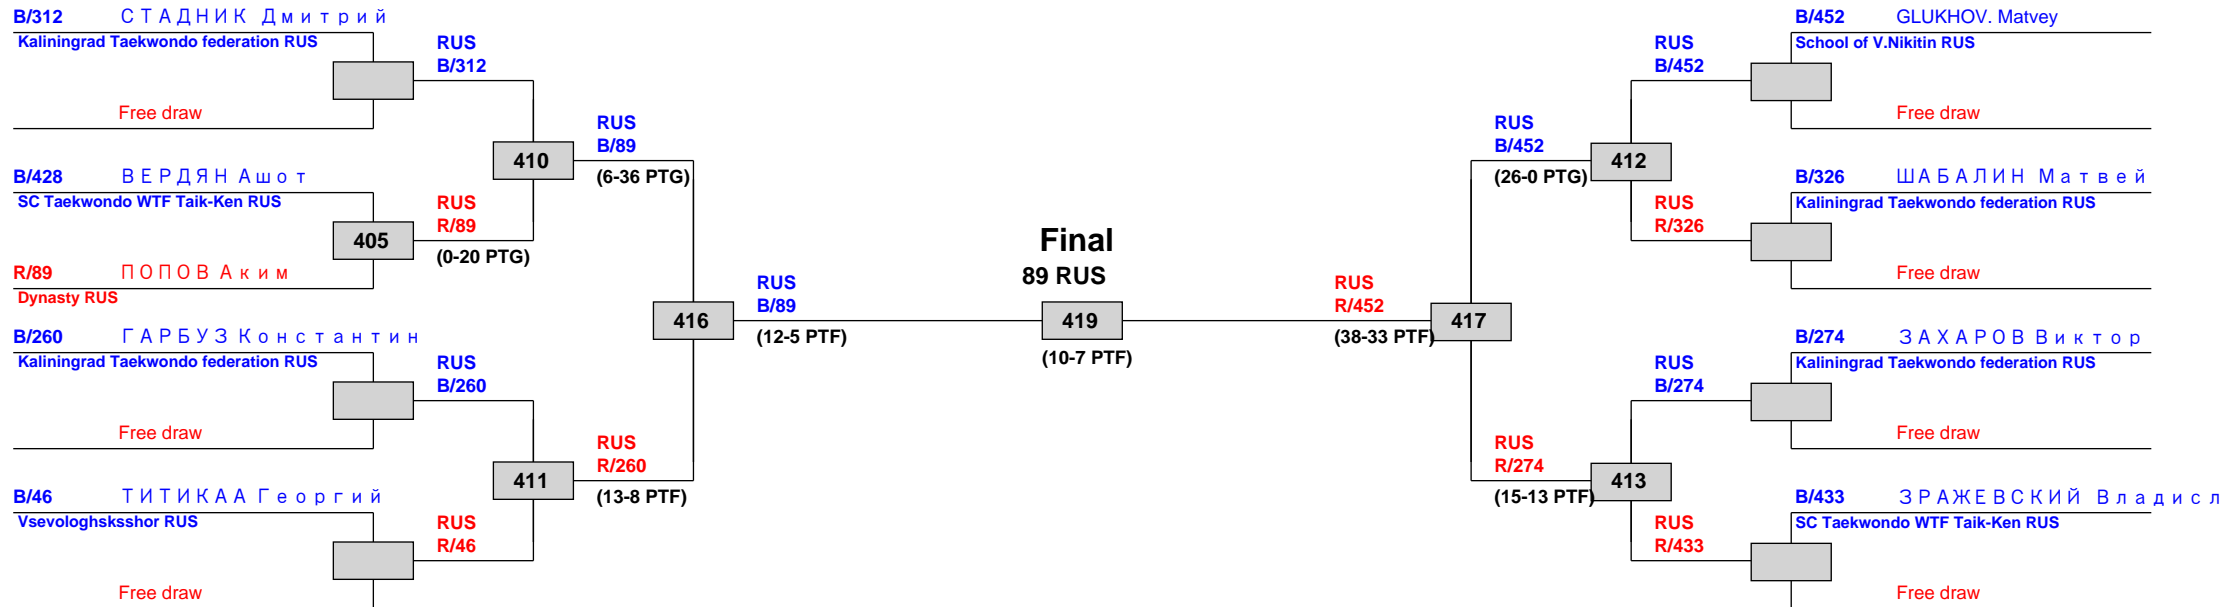 B/312 СТАДНИК Дмитрий
Kaliningrad Taekwondo federation RUS
RUS
B/312
Free draw
RUS
B/89
410
(6-36 PTG)
B/428 ВЕРДЯН Ашот
SC Taekwondo WTF Taik-Ken RUS
RUS
R/89
405
(0-20 PTG)
R/89 ПОПОВ Аким
Dynasty RUS
RUS
B/89
416
(12-5 PTF)
B/260 ГАРБУЗ Константин
Kaliningrad Taekwondo federation RUS
RUS
B/260
Free draw
RUS
R/260
411
(13-8 PTF)
B/46 ТИТИКАА Георгий
Vsevologhsksshor RUS
RUS
R/46
Free draw
Final
89 RUS
419
(10-7 PTF)
RUS
R/452
417
(38-33 PTF)
B/452 GLUKHOV. Matvey
School of V.Nikitin RUS
RUS
B/452
Free draw
RUS
B/452
412
(26-0 PTG)
B/326 ШАБАЛИН Матвей
Kaliningrad Taekwondo federation RUS
RUS
R/326
Free draw
B/274 ЗАХАРОВ Виктор
Kaliningrad Taekwondo federation RUS
RUS
B/274
Free draw
RUS
R/274
413
(15-13 PTF)
B/433 ЗРАЖЕВСКИЙ Владисл
SC Taekwondo WTF Taik-Ken RUS
RUS
R/433
Free draw